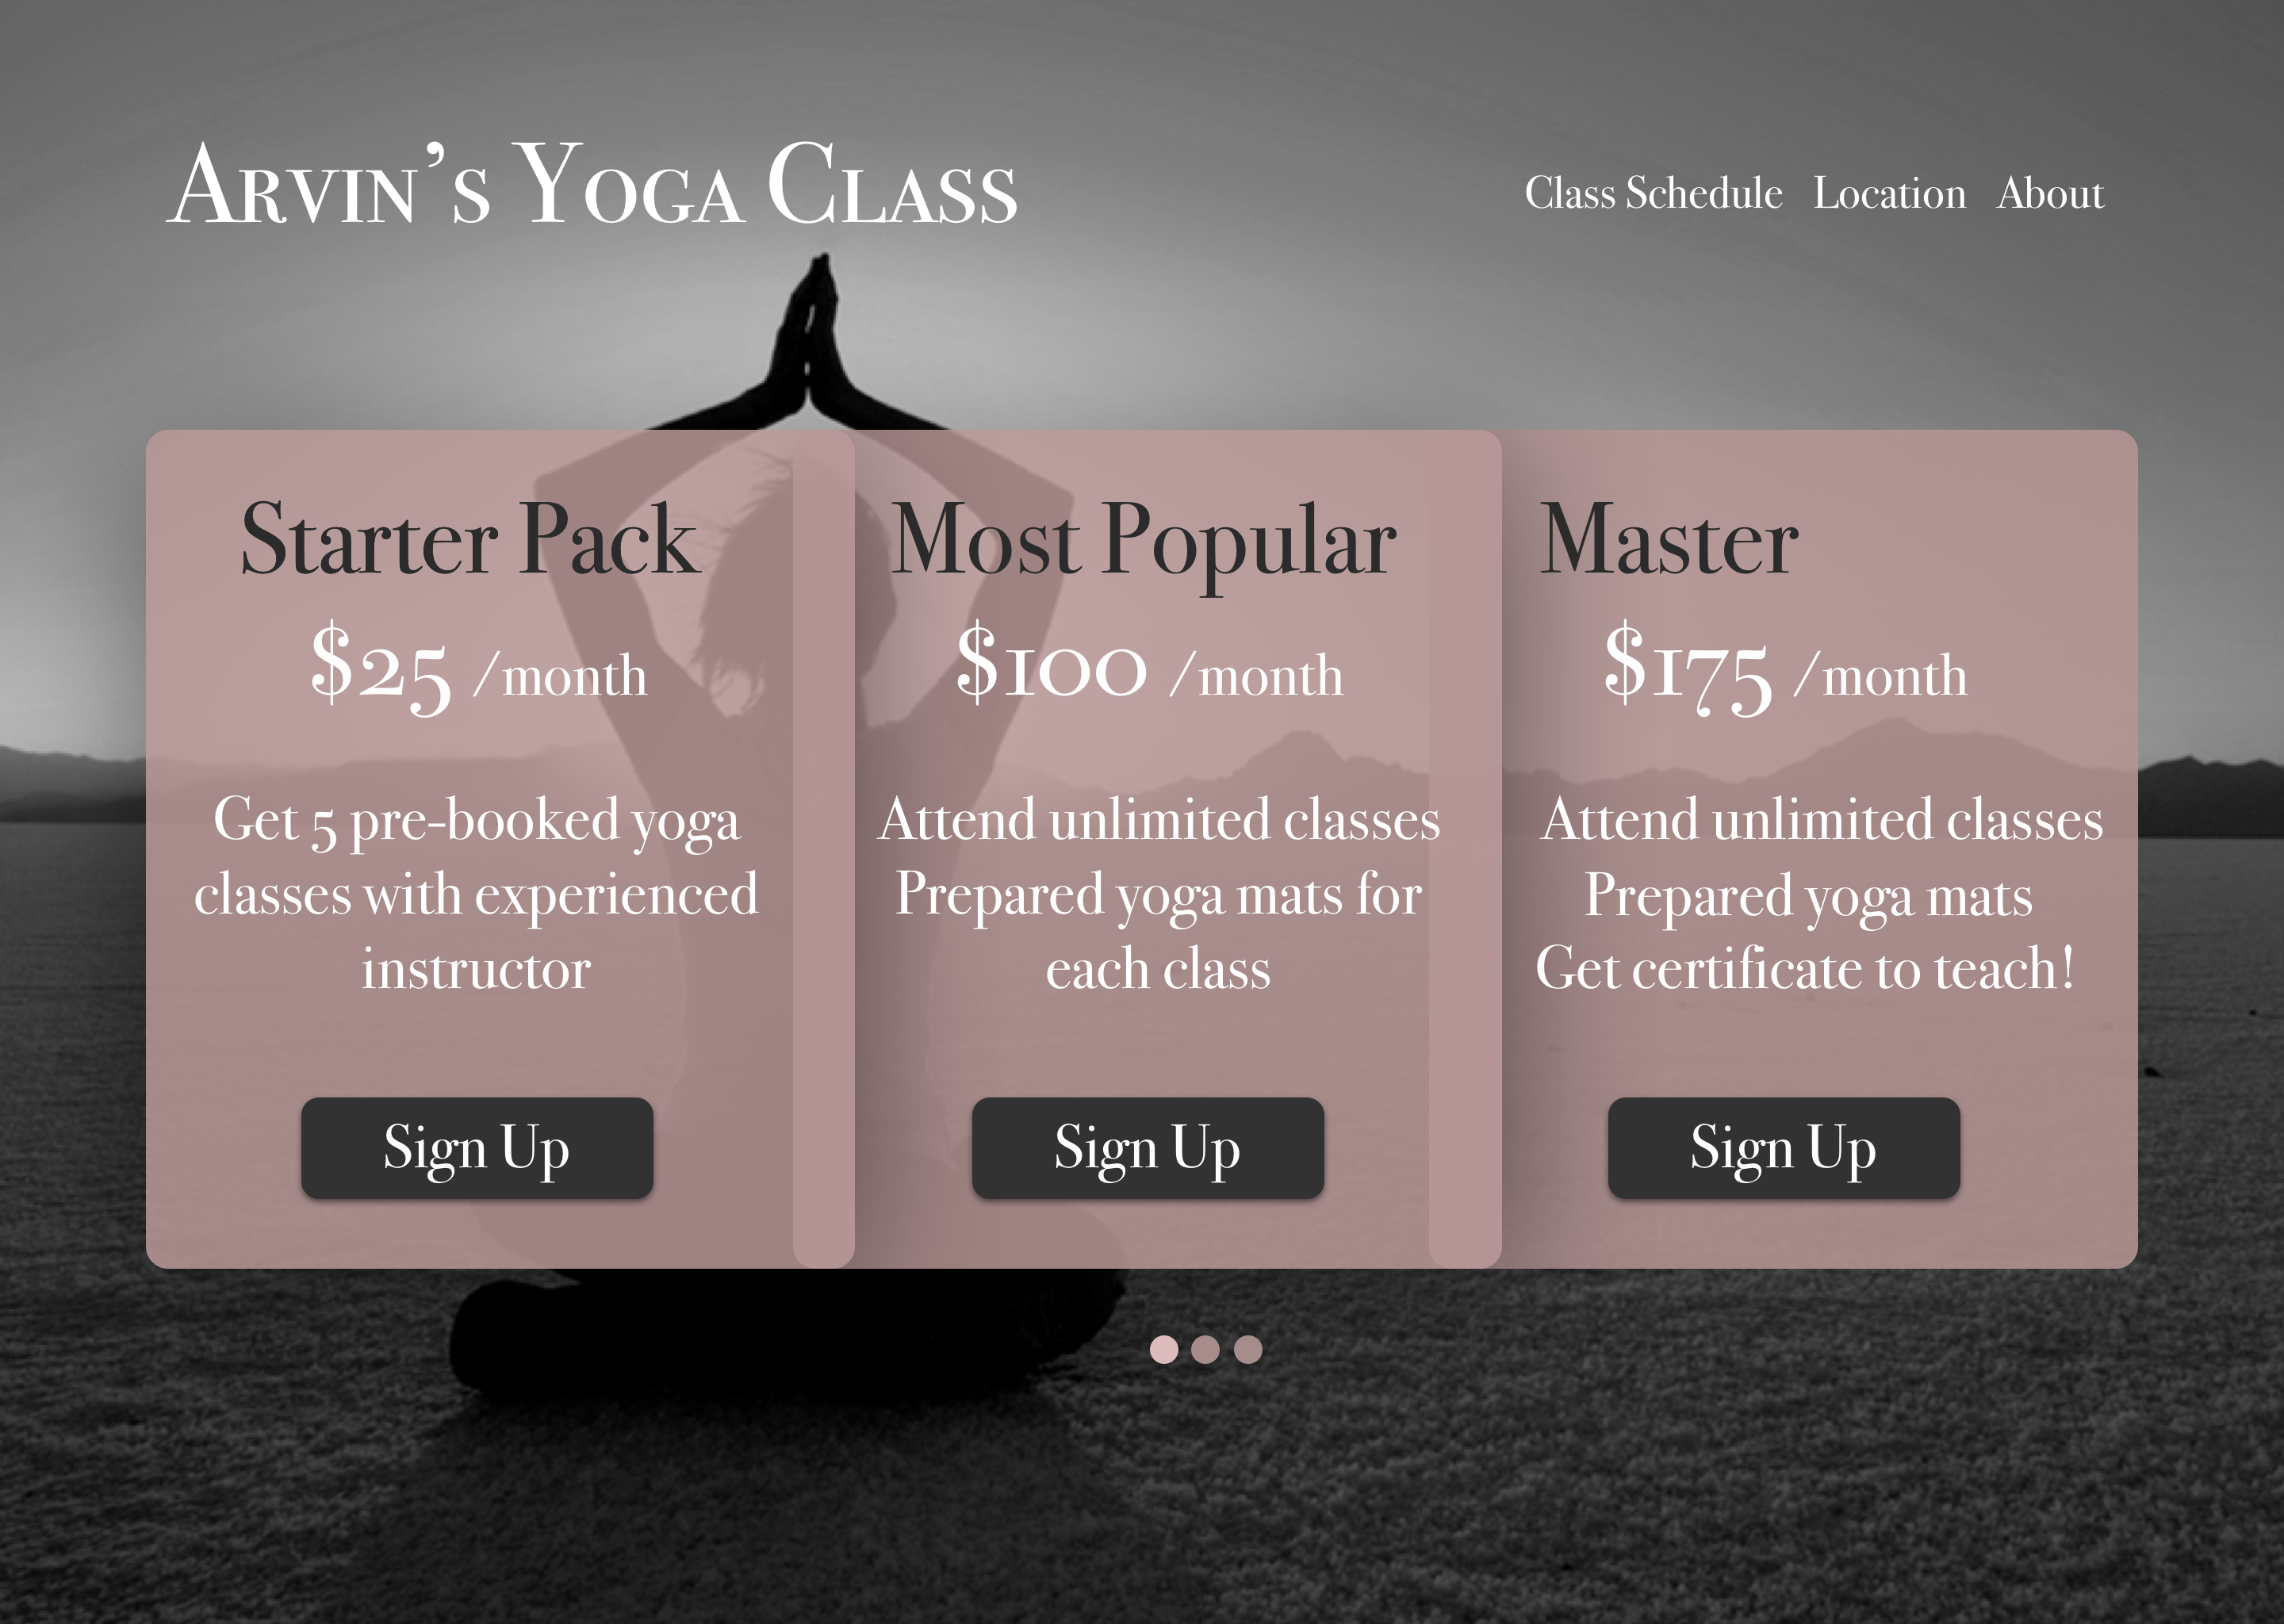 Arvin's Yoga Class
Class Schedule Location About
Starter Pack
$25 /month
Get 5 pre-booked yoga
classes with experienced
instructor
Sign Up
Most Popular
$100 /month
Attend unlimited classes
Prepared yoga mats for
each class
Sign Up
Master
$175 /month
Attend unlimited classes
Prepared yoga mats
Get certificate to teach!
Sign Up